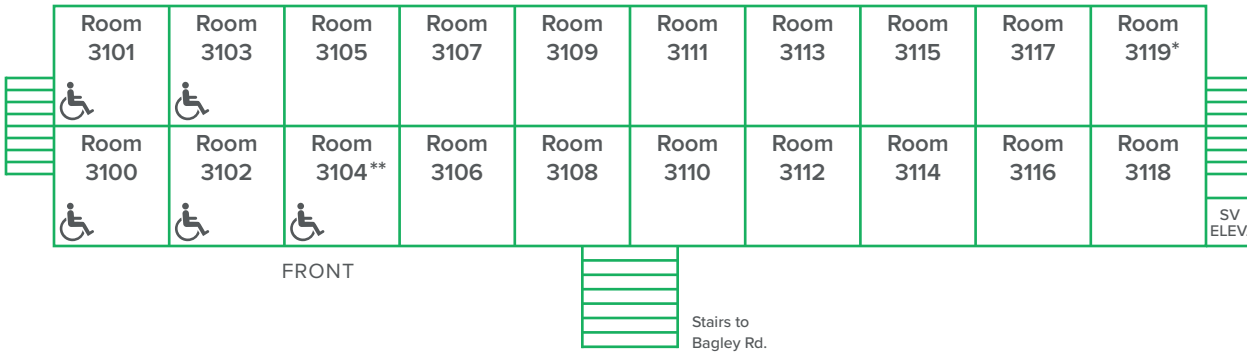 Room 3101
Room 3103
Room 3105
Room 3107
Room 3109
Room 3111
Room 3113
Room 3115
Room 3117
Room 3119*
Room 3100
Room 3102
Room 3104**
Room 3106
Room 3108
Room 3110
Room 3112
Room 3114
Room 3116
Room 3118
SV
ELEV
FRONT
Stairs to
Bagley Rd.